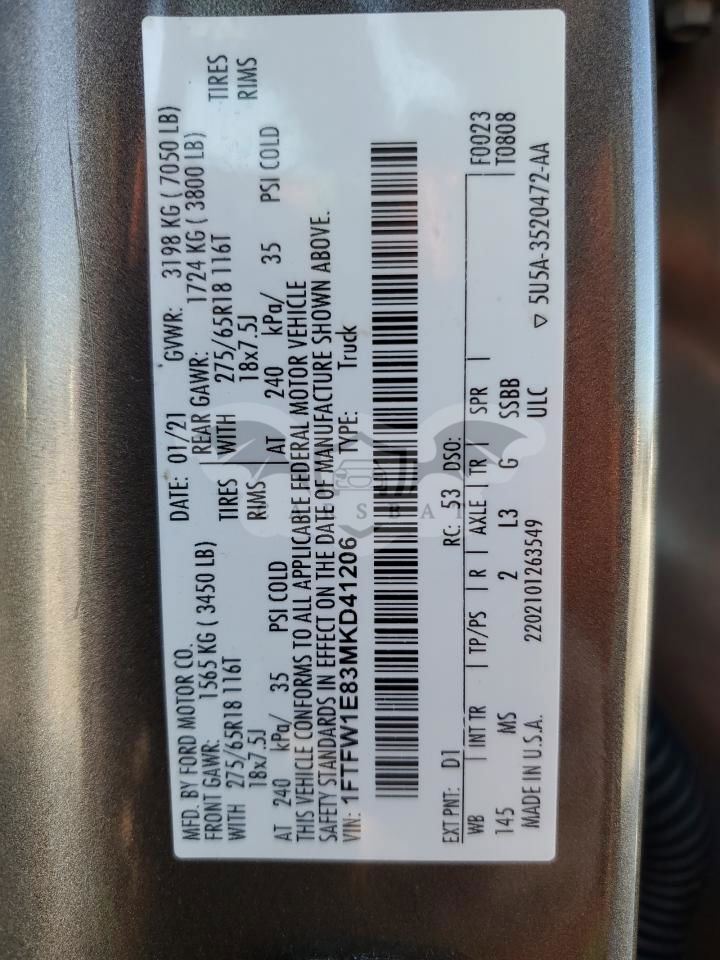 MFD. BY FORD MOTOR CO.
DATE: 01/21
GVWR: 3198 KG ( 7050 LB)
FRONT GAWR: 1565 KG ( 3450 LB)
REAR GAWR: 1724 KG ( 3800 LB)
WITH 275/65R18 116T TIRES
WITH 275/65R18 116T TIRES
18x7.5J RIMS
18x7.5J RIMS
AT 240 kPa/ 35 PSI COLD
AT 240 kPa/ 35 PSI COLD
THIS VEHICLE CONFORMS TO ALL APPLICABLE FEDERAL MOTOR VEHICLE
SAFETY STANDARDS IN EFFECT ON THE DATE OF MANUFACTURE SHOWN ABOVE.
VIN: 1FTFW1E83MKD41206 TYPE: Truck
EXT PNT: D1 RC: 53 DSO:
WB INT TR TP/PS R AXLE TR SPR F0023
145 MS 2 L3 G SSBB T0808
MADE IN U.S.A. 2202101263549 ULC
▽ 5U5A-3520472-AA